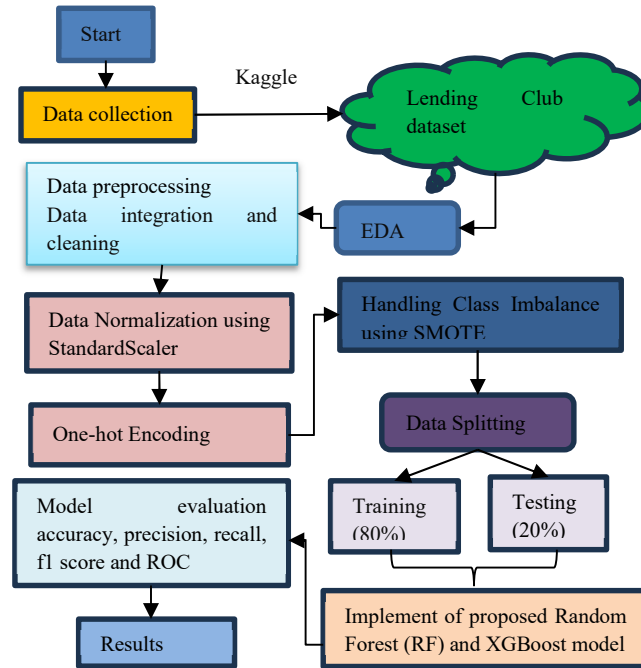 Start
Data collection
Kaggle
Lending Club
dataset
EDA
Data preprocessing
Data integration and
cleaning
Data Normalization using
StandardScaler
One-hot Encoding
Handling Class Imbalance
using SMOTE
Data Splitting
Training
(80%)
Testing
(20%)
Implement of proposed Random
Forest (RF) and XGBoost model
Model evaluation
accuracy, precision, recall,
f1 score and ROC
Results